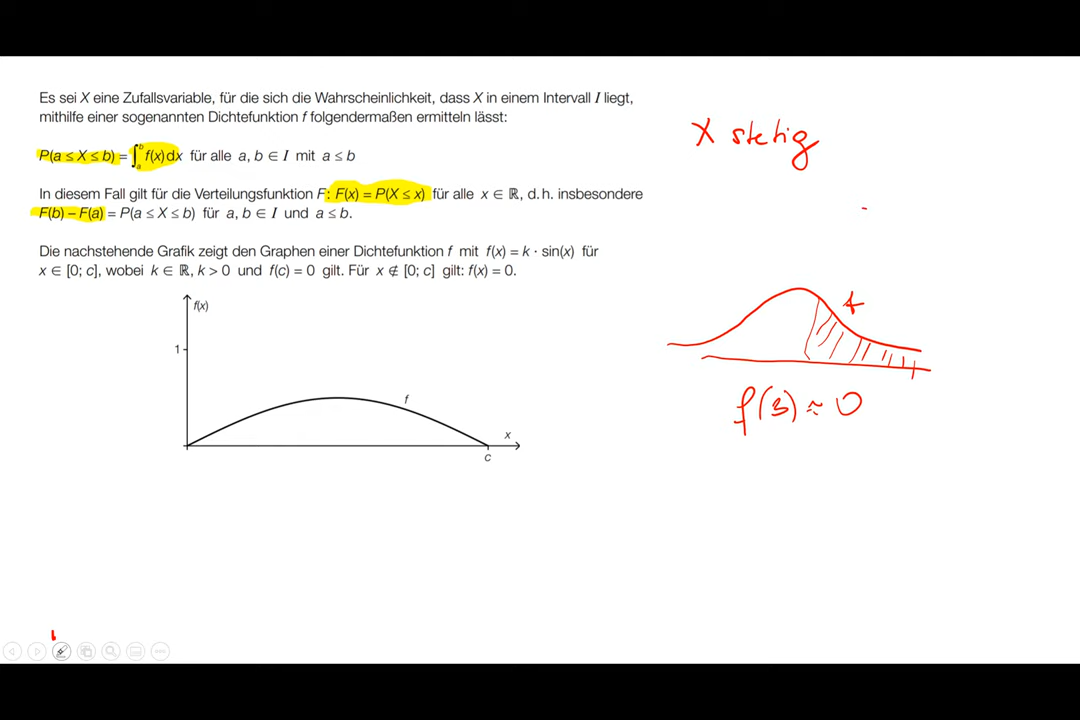 Es sei X eine Zufallsvariable, für die sich die Wahrscheinlichkeit, dass X in einem Intervall I liegt,
mithilfe einer sogenannten Dichtefunktion f folgendermaßen ermitteln lässt:
P(a ≤ X ≤ b) = ∫ₐᵇ f(x) dx für alle a, b ∈ I mit a ≤ b
In diesem Fall gilt für die Verteilungsfunktion F: F(x) = P(X ≤ x) für alle x ∈ ℝ, d. h. insbesondere
F(b) – F(a) = P(a ≤ X ≤ b) für a, b ∈ I und a ≤ b.
Die nachstehende Grafik zeigt den Graphen einer Dichtefunktion f mit f(x) = k · sin(x) für
x ∈ [0; c], wobei k ∈ ℝ, k > 0 und f(c) = 0 gilt. Für x ∉ [0; c] gilt: f(x) = 0.
f(x)
1
f
x
c
X stetig
f
f(3) ≈ 0